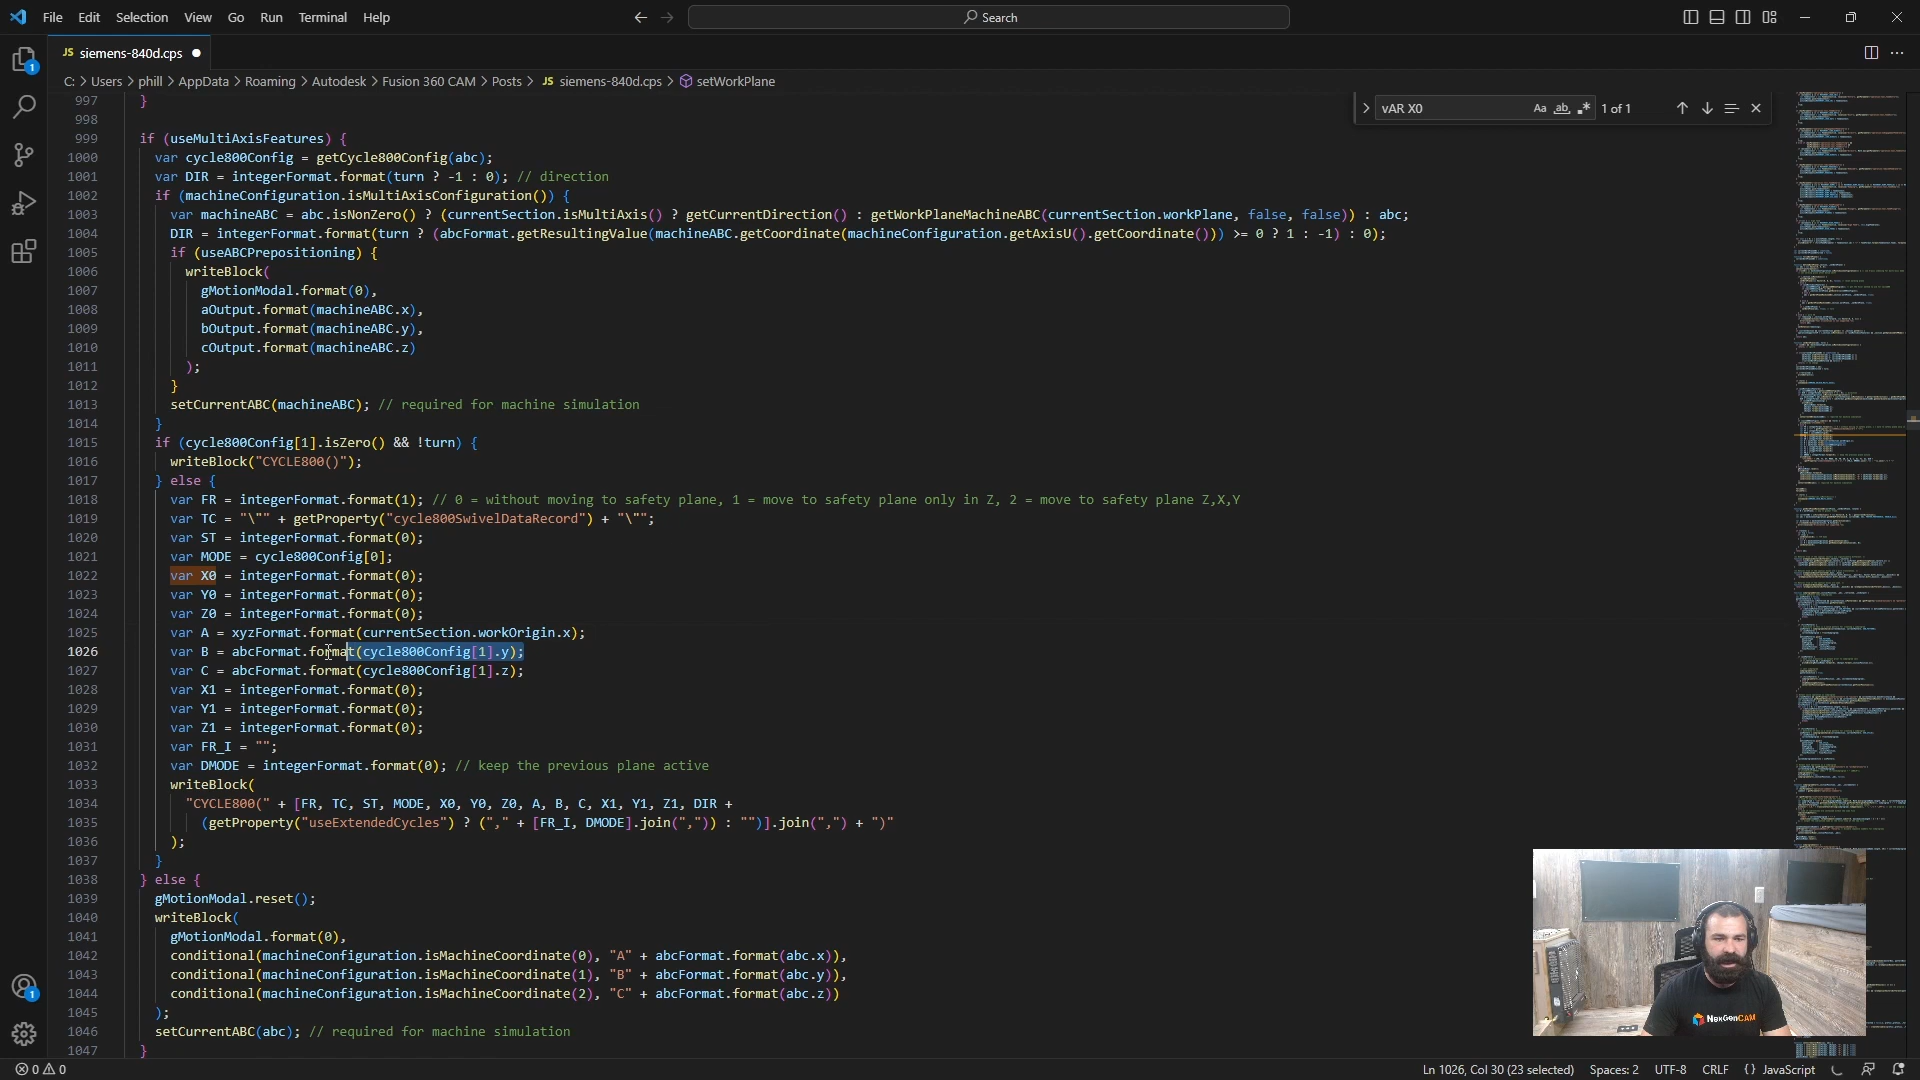 File Edit Selection View Go Run Terminal Help
Search
JS siemens-840d.cps
C: > Users > phill > AppData > Roaming > Autodesk > Fusion 360 CAM > Posts > JS siemens-840d.cps > setWorkPlane
vAR X0 Aa ab 1 of 1
997 }
998
999 if (useMultiAxisFeatures) {
1000 var cycle800Config = getCycle800Config(abc);
1001 var DIR = integerFormat.format(turn ? -1 : 0); // direction
1002 if (machineConfiguration.isMultiAxisConfiguration()) {
1003 var machineABC = abc.isNonZero() ? (currentSection.isMultiAxis() ? getCurrentDirection() : getWorkPlaneMachineABC(currentSection.workPlane, false, false)) : abc;
1004 DIR = integerFormat.format(turn ? (abcFormat.getResultingValue(machineABC.getCoordinate(machineConfiguration.getAxisU().getCoordinate())) >= 0 ? 1 : -1) : 0);
1005 if (useABCPrepositioning) {
1006 writeBlock(
1007 gMotionModal.format(0),
1008 aOutput.format(machineABC.x),
1009 bOutput.format(machineABC.y),
1010 cOutput.format(machineABC.z)
1011 );
1012 }
1013 setCurrentABC(machineABC); // required for machine simulation
1014 }
1015 if (cycle800Config[1].isZero() && !turn) {
1016 writeBlock("CYCLE800()");
1017 } else {
1018 var FR = integerFormat.format(1); // 0 = without moving to safety plane, 1 = move to safety plane only in Z, 2 = move to safety plane Z,X,Y
1019 var TC = "\"" + getProperty("cycle800SwivelDataRecord") + "\"";
1020 var ST = integerFormat.format(0);
1021 var MODE = cycle800Config[0];
1022 var X0 = integerFormat.format(0);
1023 var Y0 = integerFormat.format(0);
1024 var Z0 = integerFormat.format(0);
1025 var A = xyzFormat.format(currentSection.workOrigin.x);
1026 var B = abcFormat.format(cycle800Config[1].y);
1027 var C = abcFormat.format(cycle800Config[1].z);
1028 var X1 = integerFormat.format(0);
1029 var Y1 = integerFormat.format(0);
1030 var Z1 = integerFormat.format(0);
1031 var FR_I = "";
1032 var DMODE = integerFormat.format(0); // keep the previous plane active
1033 writeBlock(
1034 "CYCLE800(" + [FR, TC, ST, MODE, X0, Y0, Z0, A, B, C, X1, Y1, Z1, DIR +
1035 (getProperty("useExtendedCycles") ? ("," + [FR_I, DMODE].join(",")) : "")].join(",") + ")"
1036 );
1037 }
1038 } else {
1039 gMotionModal.reset();
1040 writeBlock(
1041 gMotionModal.format(0),
1042 conditional(machineConfiguration.isMachineCoordinate(0), "A" + abcFormat.format(abc.x)),
1043 conditional(machineConfiguration.isMachineCoordinate(1), "B" + abcFormat.format(abc.y)),
1044 conditional(machineConfiguration.isMachineCoordinate(2), "C" + abcFormat.format(abc.z))
1045 );
1046 setCurrentABC(abc); // required for machine simulation
1047 }
NexGenCAM
0 0 Ln 1026, Col 30 (23 selected) Spaces: 2 UTF-8 CRLF {} JavaScript